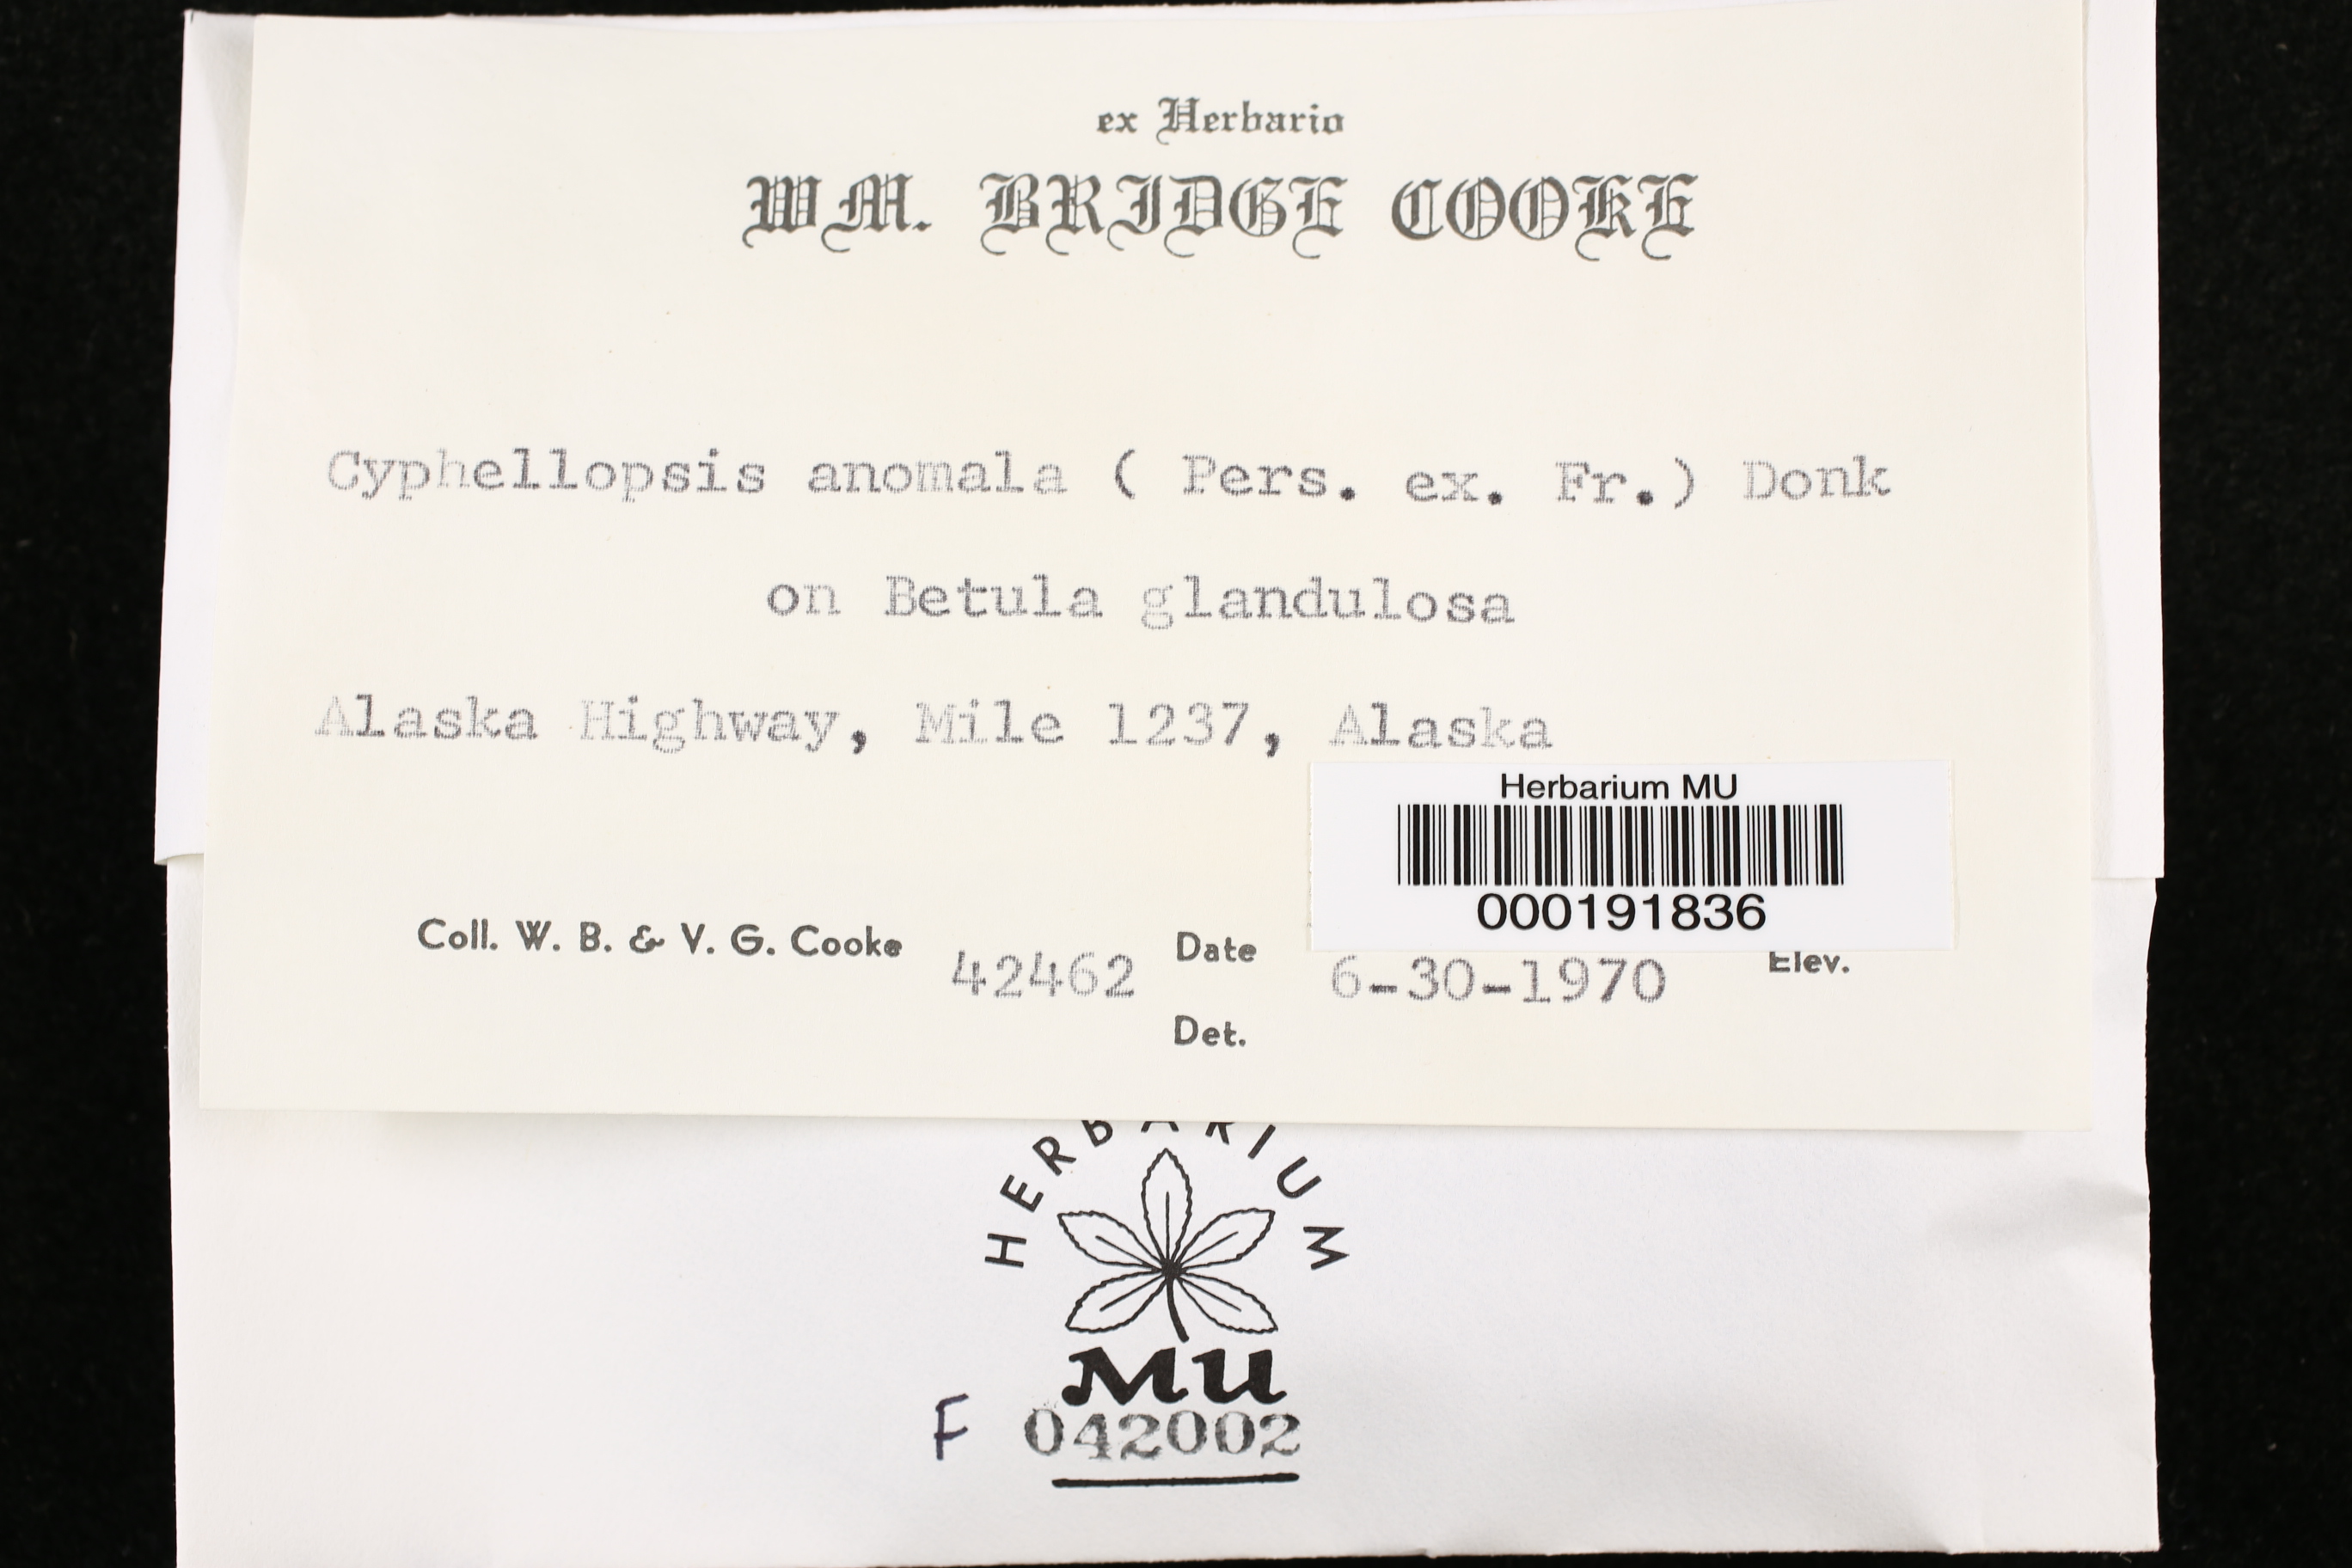 ex Herbario
WM. BRIDGE COOKE
Cyphellopsis anomala ( Pers. ex. Fr.) Donk
on Betula glandulosa
Alaska Highway, Mile 1237, Alaska
Herbarium MU
000191836
Coll. W. B. & V. G. Cooke 42462 Date 6-30-1970 Elev.
Det.
HERBARIUM
MU
F 042002